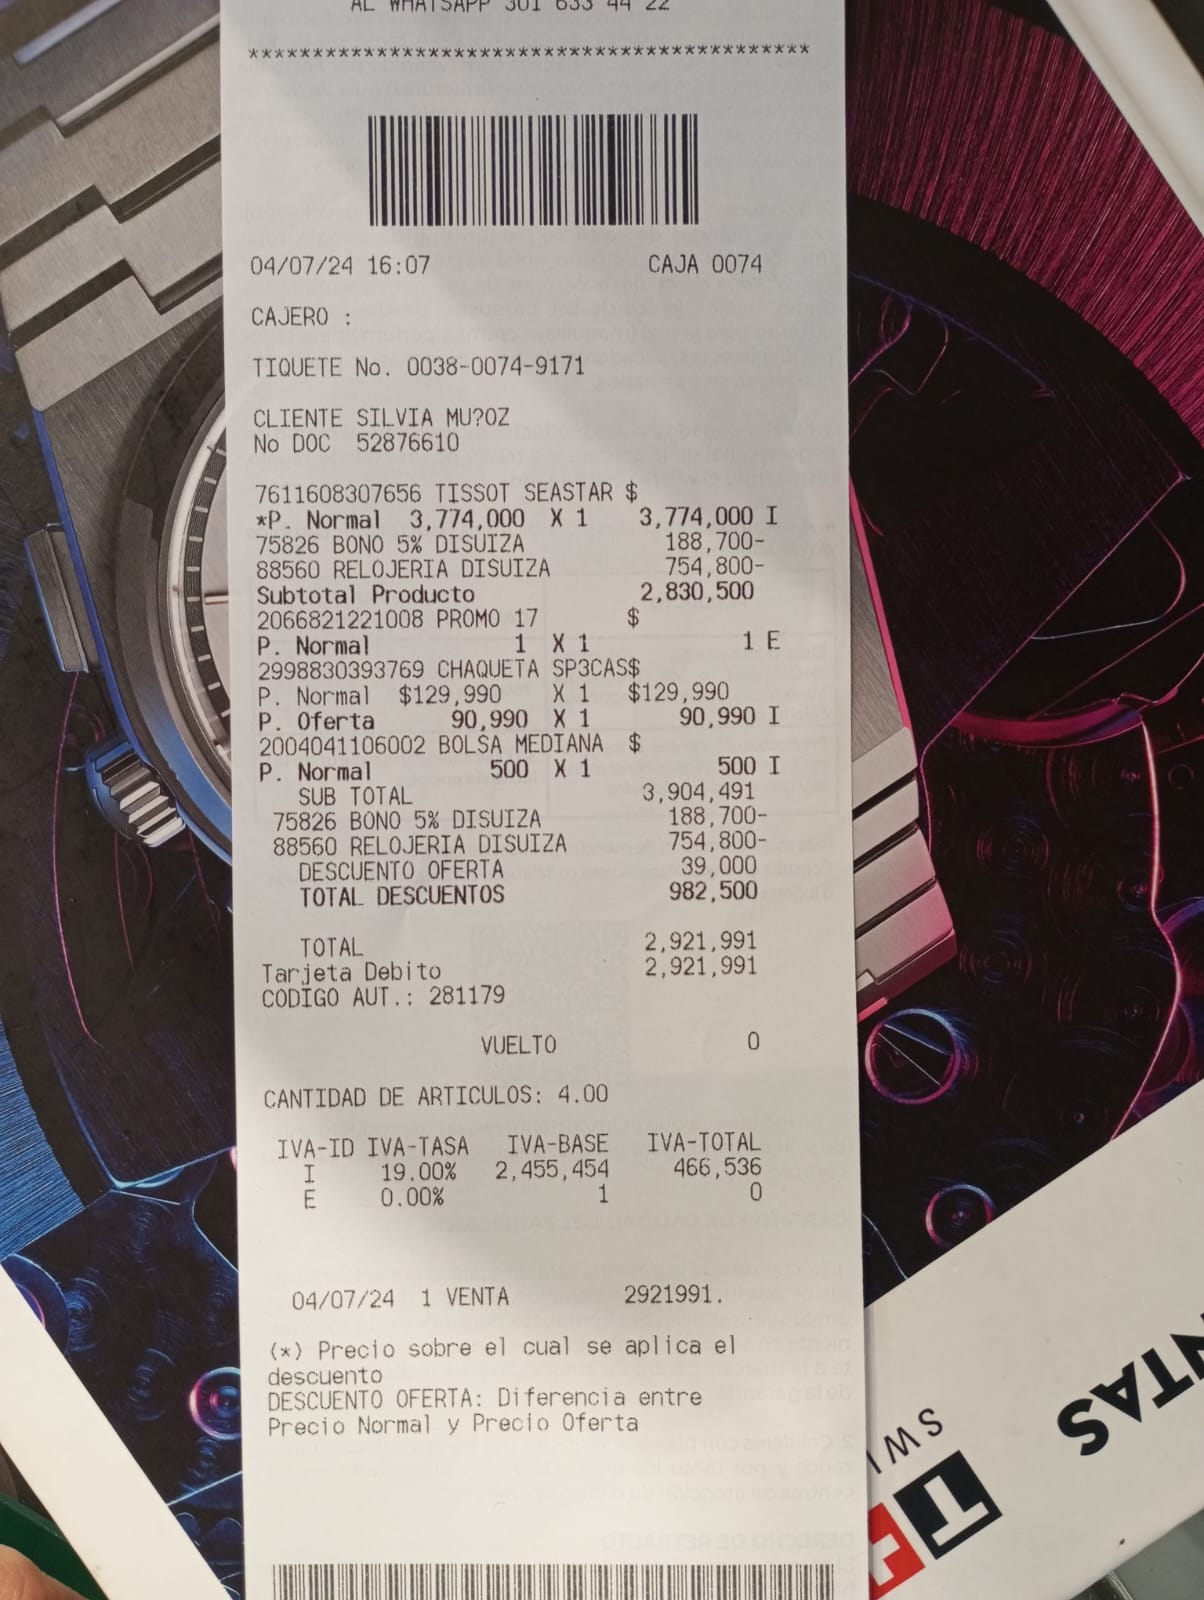 AL WHATSAPP 301 633 44 22
*******************************************
04/07/24 16:07 CAJA 0074
CAJERO :
TIQUETE No. 0038-0074-9171
CLIENTE SILVIA MU?OZ
No DOC 52876610
7611608307656 TISSOT SEASTAR $
*P. Normal 3,774,000 X 1 3,774,000 I
75826 BONO 5% DISUIZA 188,700-
88560 RELOJERIA DISUIZA 754,800-
Subtotal Producto 2,830,500
2066821221008 PROMO 17 $
P. Normal 1 X 1 1 E
2998830393769 CHAQUETA SP3CAS$
P. Normal $129,990 X 1 $129,990
P. Oferta 90,990 X 1 90,990 I
2004041106002 BOLSA MEDIANA $
P. Normal 500 X 1 500 I
SUB TOTAL 3,904,491
75826 BONO 5% DISUIZA 188,700-
88560 RELOJERIA DISUIZA 754,800-
DESCUENTO OFERTA 39,000
TOTAL DESCUENTOS 982,500
TOTAL 2,921,991
Tarjeta Debito 2,921,991
CODIGO AUT.: 281179
VUELTO 0
CANTIDAD DE ARTICULOS: 4.00
IVA-ID IVA-TASA IVA-BASE IVA-TOTAL
I 19.00% 2,455,454 466,536
E 0.00% 1 0
04/07/24 1 VENTA 2921991.
(*) Precio sobre el cual se aplica el
descuento
DESCUENTO OFERTA: Diferencia entre
Precio Normal y Precio Oferta
NTAS
SWI
T+